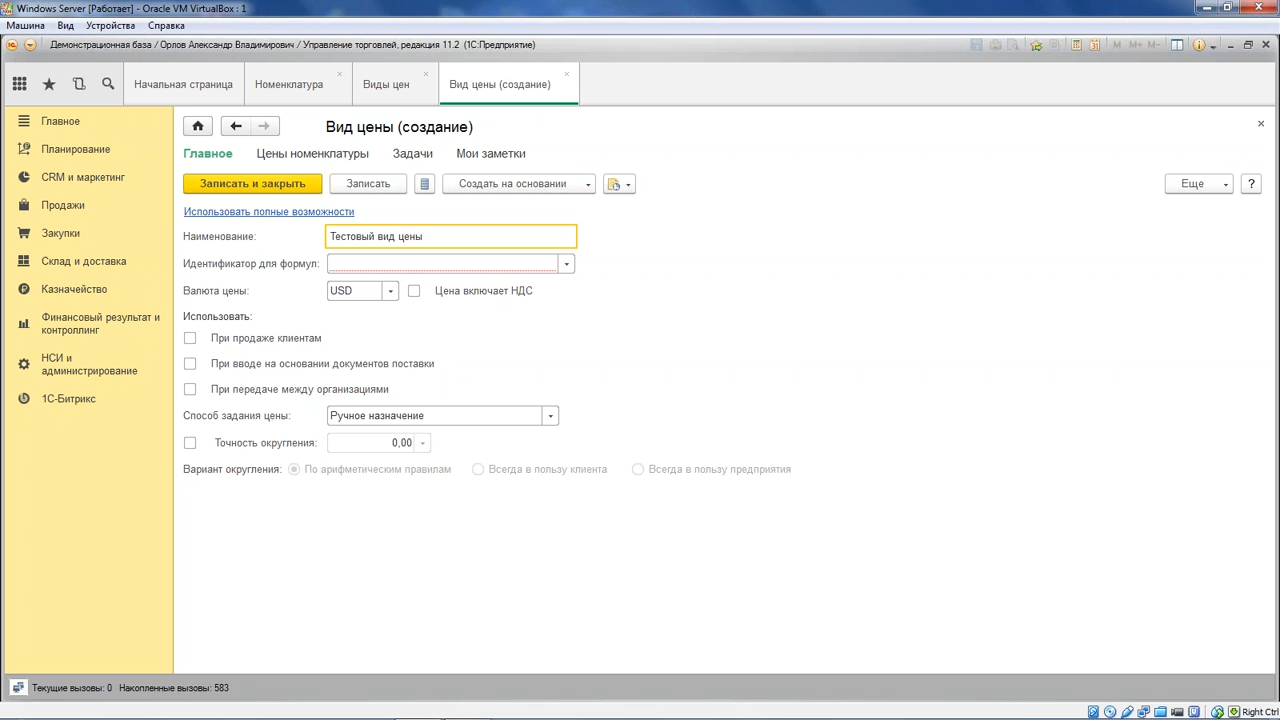 Windows Server [Работает] - Oracle VM VirtualBox : 1
Машина Вид Устройства Справка
Демонстрационная база / Орлов Александр Владимирович / Управление торговлей, редакция 11.2 (1С:Предприятие)
M M+ M-
Начальная страница Номенклатура Виды цен Вид цены (создание)
Главное
Планирование
CRM и маркетинг
Продажи
Закупки
Склад и доставка
Казначейство
Финансовый результат и
контроллинг
НСИ и
администрирование
1С-Битрикс
Вид цены (создание)
Главное Цены номенклатуры Задачи Мои заметки
Записать и закрыть Записать Создать на основании Еще ?
Использовать полные возможности
Наименование: Тестовый вид цены
Идентификатор для формул:
Валюта цены: USD Цена включает НДС
Использовать:
При продаже клиентам
При вводе на основании документов поставки
При передаче между организациями
Способ задания цены: Ручное назначение
Точность округления: 0,00
Вариант округления: По арифметическим правилам Всегда в пользу клиента Всегда в пользу предприятия
Текущие вызовы: 0 Накопленные вызовы: 583
Right Ctrl